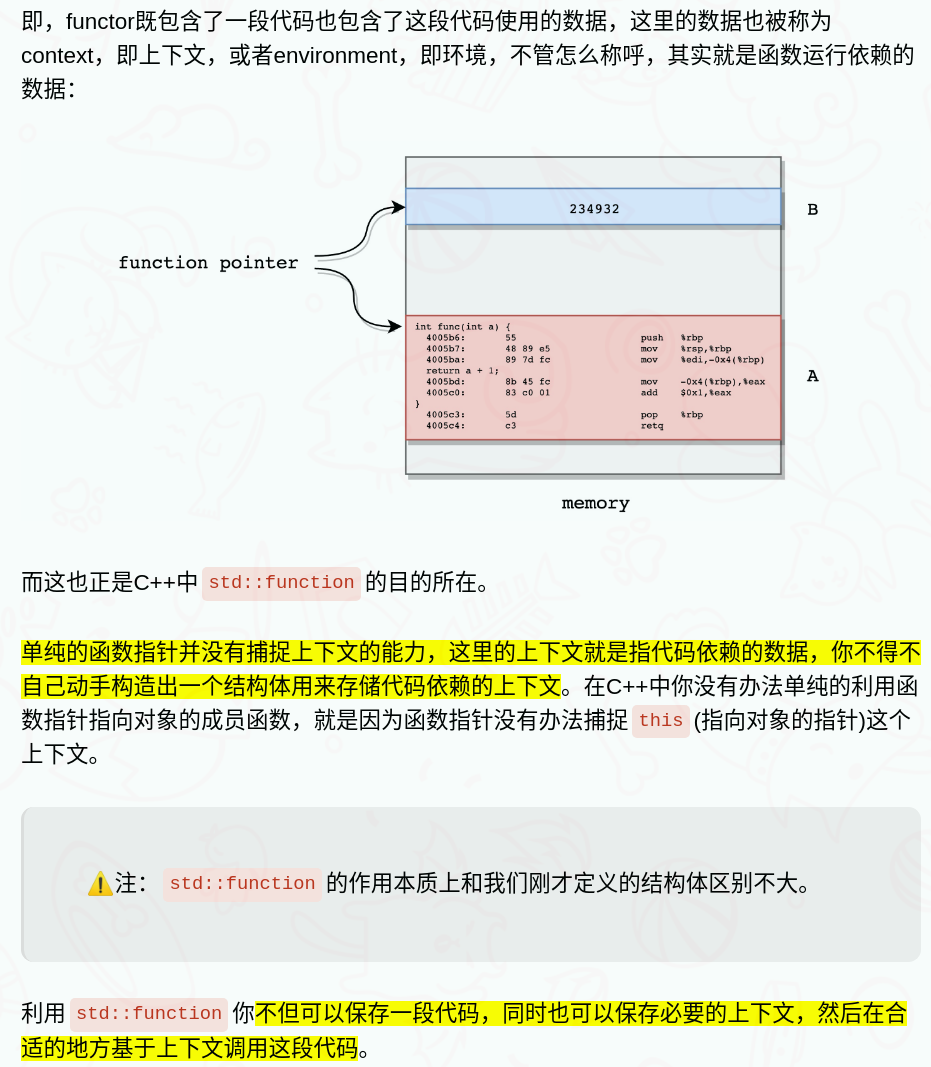 即，functor既包含了一段代码也包含了这段代码使用的数据，这里的数据也被称为
context，即上下文，或者environment，即环境，不管怎么称呼，其实就是函数运行依赖的
数据：
234932
B
function pointer
int func(int a) {
4005b6: 55 push %rbp
4005b7: 48 89 e5 mov %rsp,%rbp
4005ba: 89 7d fc mov %edi,-0x4(%rbp)
return a + 1;
4005bd: 8b 45 fc mov -0x4(%rbp),%eax
4005c0: 83 c0 01 add $0x1,%eax
}
4005c3: 5d pop %rbp
4005c4: c3 retq
A
memory
而这也正是C++中 std::function 的目的所在。
单纯的函数指针并没有捕捉上下文的能力，这里的上下文就是指代码依赖的数据，你不得不
自己动手构造出一个结构体用来存储代码依赖的上下文。在C++中你没有办法单纯的利用函
数指针指向对象的成员函数，就是因为函数指针没有办法捕捉 this (指向对象的指针)这个
上下文。
⚠️注： std::function 的作用本质上和我们刚才定义的结构体区别不大。
利用 std::function 你不但可以保存一段代码，同时也可以保存必要的上下文，然后在合
适的地方基于上下文调用这段代码。